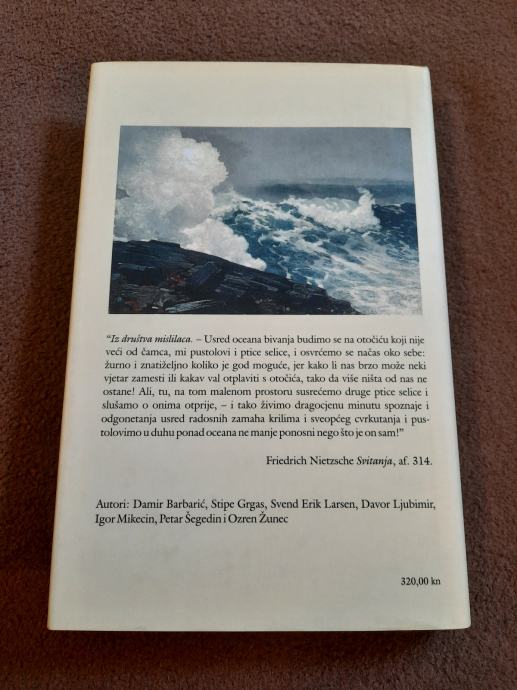 “Iz društva mislilaca. – Usred oceana bivanja budimo se na otočiću koji nije
veći od čamca, mi pustolovi i ptice selice, i osvrćemo se načas oko sebe:
žurno i znatiželjno koliko je god moguće, jer kako li nas brzo može neki
vjetar zamesti ili kakav val otplaviti s otočića, tako da više ništa od nas ne
ostane! Ali, tu, na tom malenom prostoru susrećemo druge ptice selice i
slušamo o onima otprije, – i tako živimo dragocjenu minutu spoznaje i
odgonetanja usred radosnih zamaha krilima i sveopćeg cvrkutanja i pus-
tolovimo u duhu ponad oceana ne manje ponosni nego što je on sam!”
Friedrich Nietzsche Svitanja, af. 314.
Autori: Damir Barbarić, Stipe Grgas, Svend Erik Larsen, Davor Ljubimir,
Igor Mikecin, Petar Šegedin i Ozren Žunec
320,00 kn